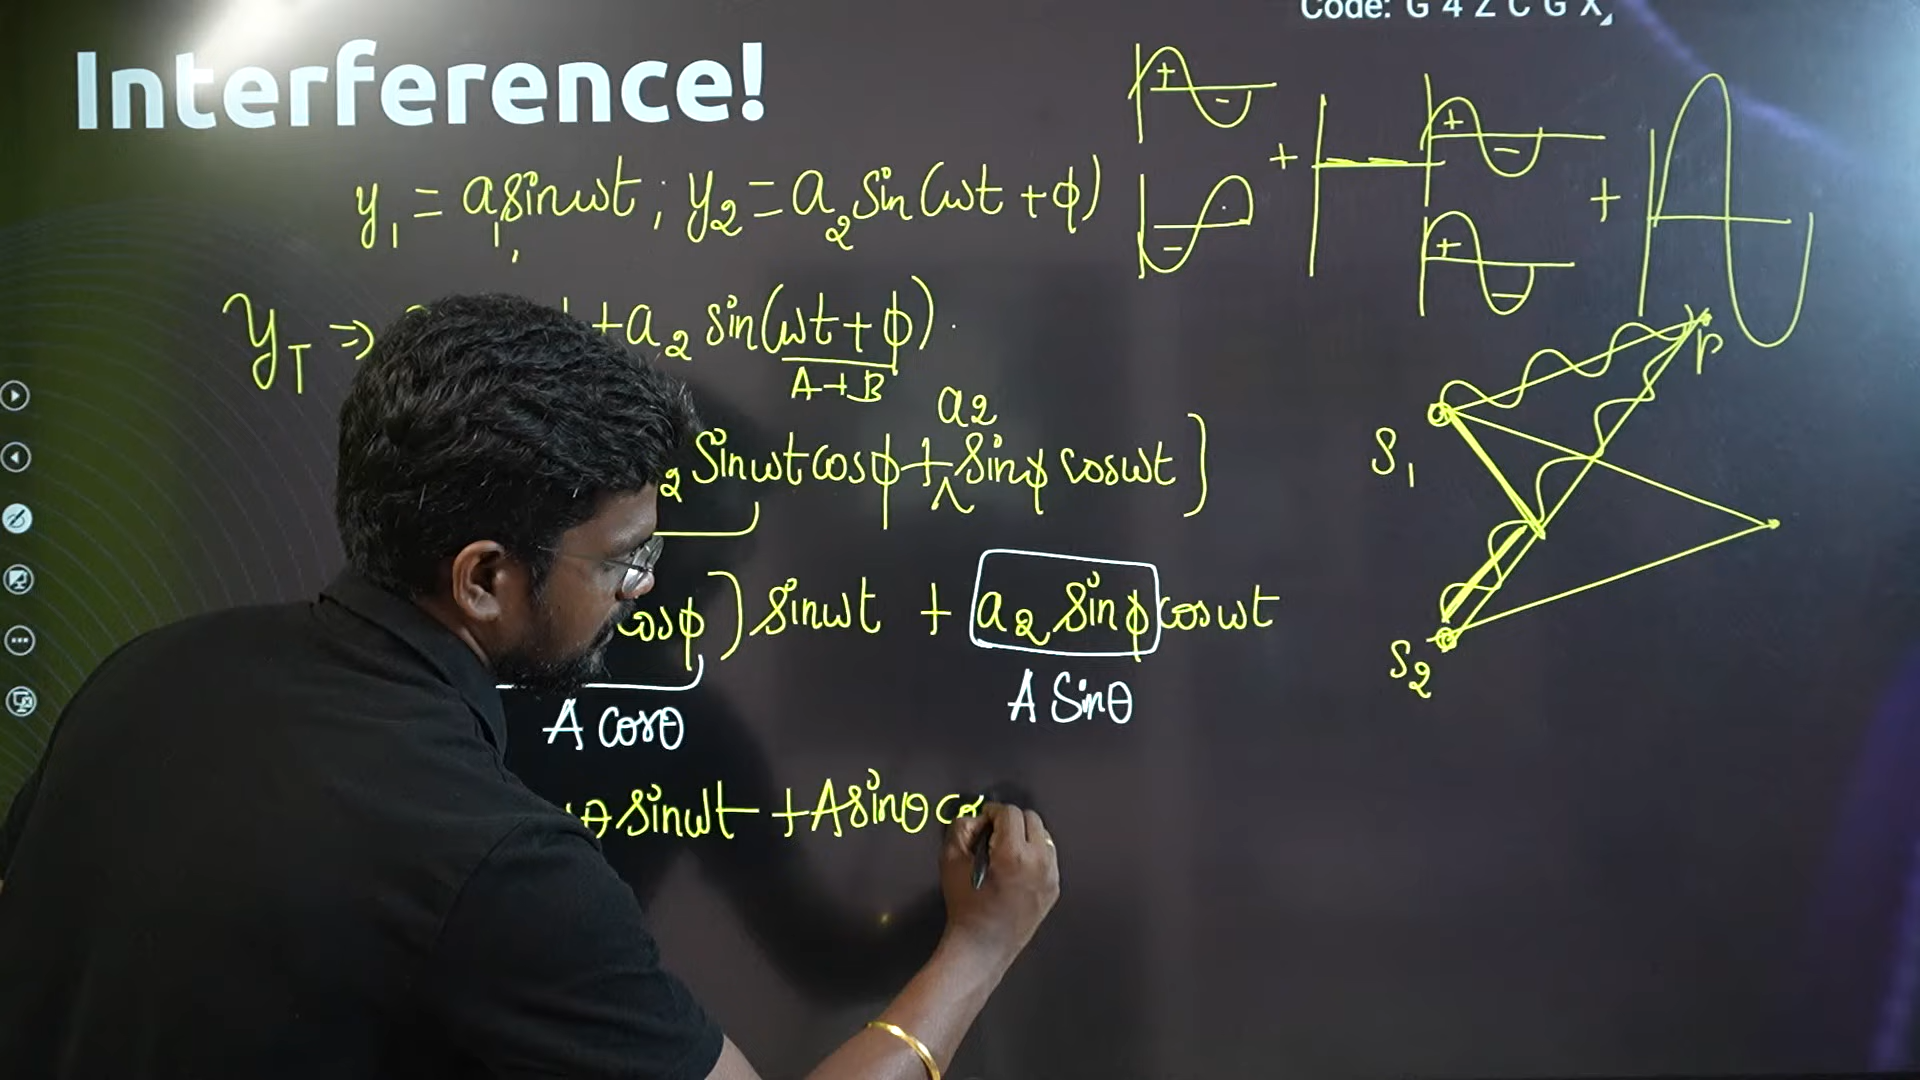 Code: G 4 Z C G X
Interference!
y₁ = a₁ sinωt ; y₂ = a₂ sin(ωt + ϕ)
y_T ⇒ + a₂ sin(ωt + ϕ).
A+B
a₂
₂ sinωt cosϕ + sinϕ cosωt]
cosϕ) sinωt + a₂ sinϕ cosωt
A cosθ A sinθ
θ sinωt + A sinθ co
+
-
+
-
+
-
+
-
+
-
P
S₁
S₂